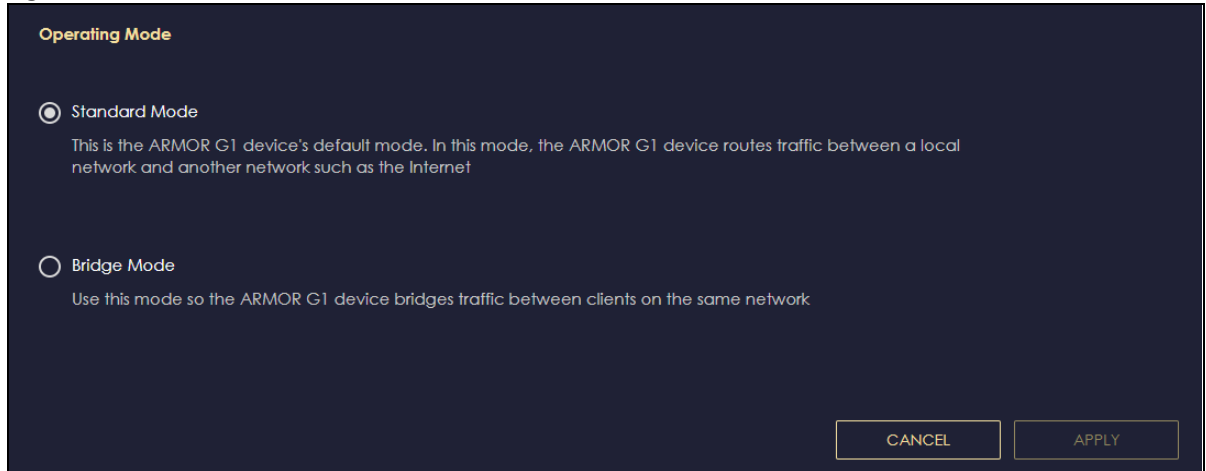 Operating Mode
Standard Mode
This is the ARMOR G1 device's default mode. In this mode, the ARMOR G1 device routes traffic between a local
network and another network such as the Internet
Bridge Mode
Use this mode so the ARMOR G1 device bridges traffic between clients on the same network
CANCEL
APPLY